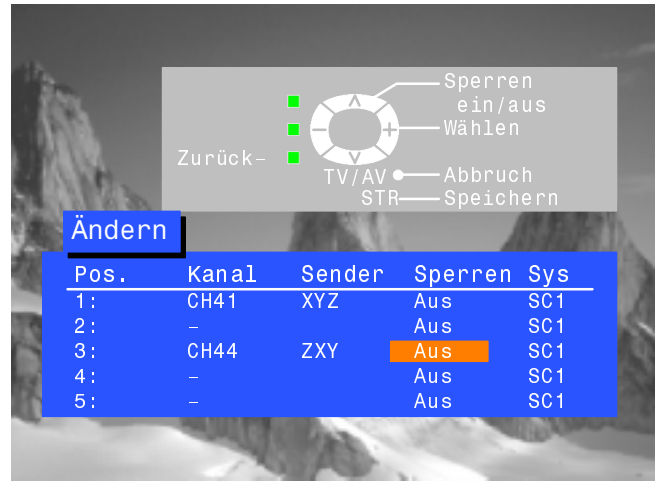 Sperren
ein/aus
Wählen
Zurück–
TV/AV
Abbruch
STR
Speichern
Ändern
Pos. Kanal Sender Sperren Sys
1: CH41 XYZ Aus SC1
2: – Aus SC1
3: CH44 ZXY Aus SC1
4: – Aus SC1
5: – Aus SC1